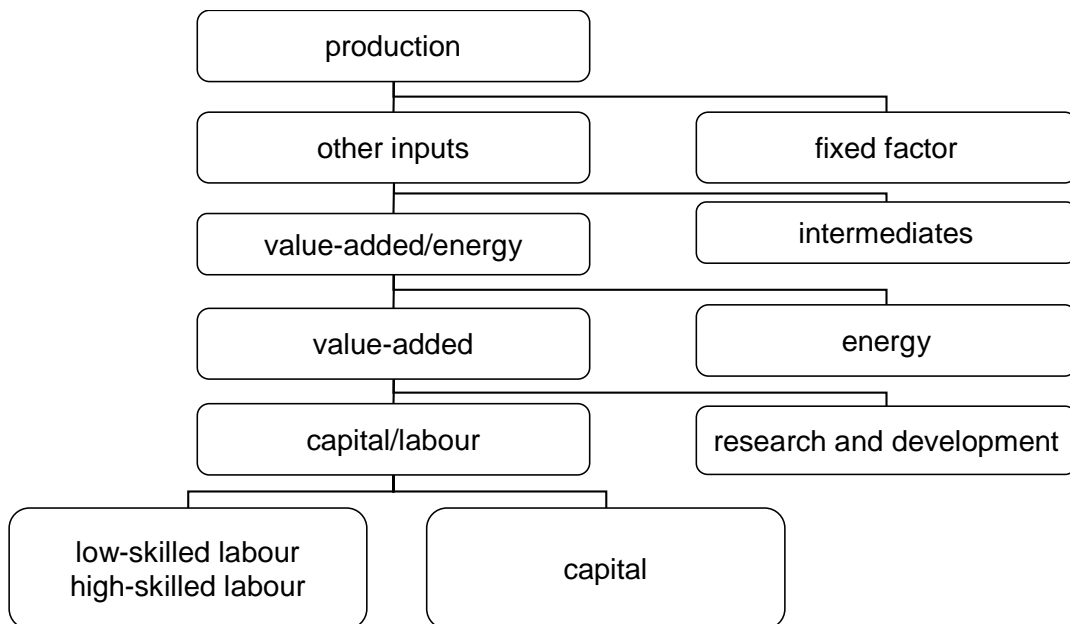 production
other inputs
fixed factor
value-added/energy
intermediates
value-added
energy
capital/labour
research and development
low-skilled labour
high-skilled labour
capital